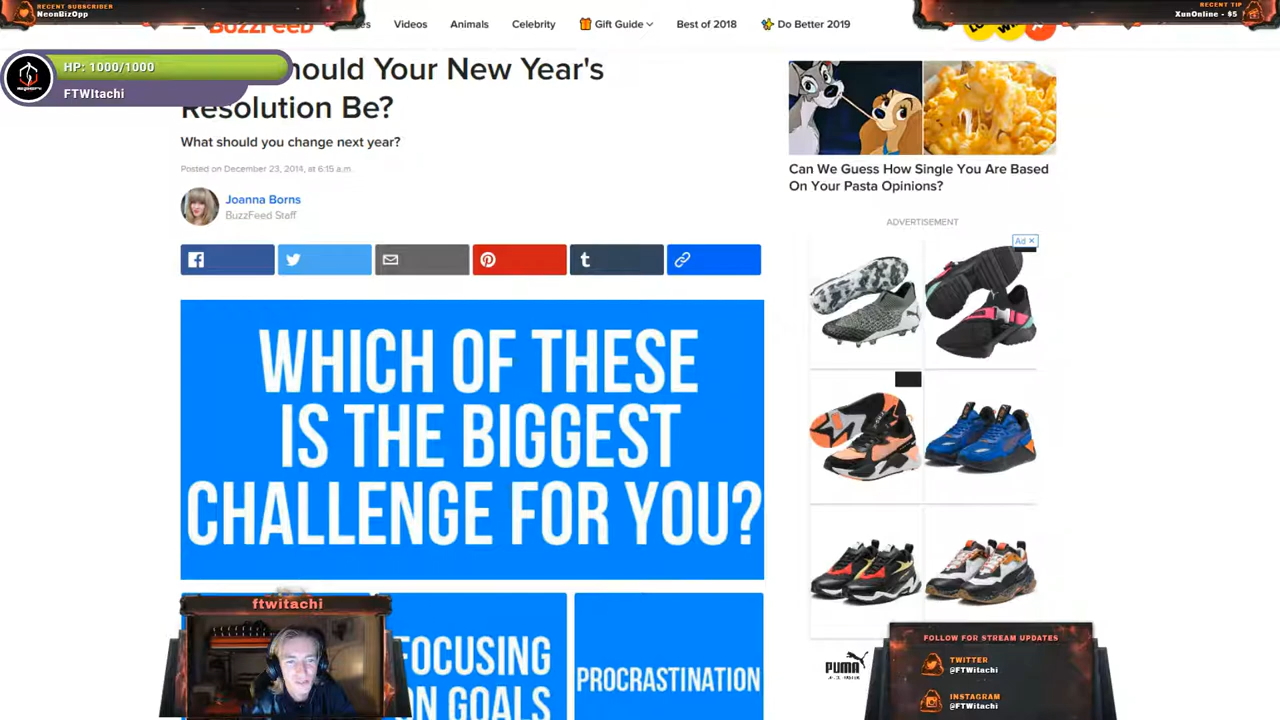 RECENT SUBSCRIBER
NeonBizOpp
RECENT TIP
XunOnline - $5
BuzzFeed
Videos
Animals
Celebrity
Gift Guide
Best of 2018
Do Better 2019
HP: 1000/1000
FTWItachi
hould Your New Year's
Resolution Be?
What should you change next year?
Posted on December 23, 2014, at 6:15 a.m.
Joanna Borns
BuzzFeed Staff
WHICH OF THESE
IS THE BIGGEST
CHALLENGE FOR YOU?
FOCUSING
ON GOALS
PROCRASTINATION
Can We Guess How Single You Are Based
On Your Pasta Opinions?
ADVERTISEMENT
Ad
PUMA
ftwitachi
FOLLOW FOR STREAM UPDATES
TWITTER
@FTWitachi
INSTAGRAM
@FTWitachi